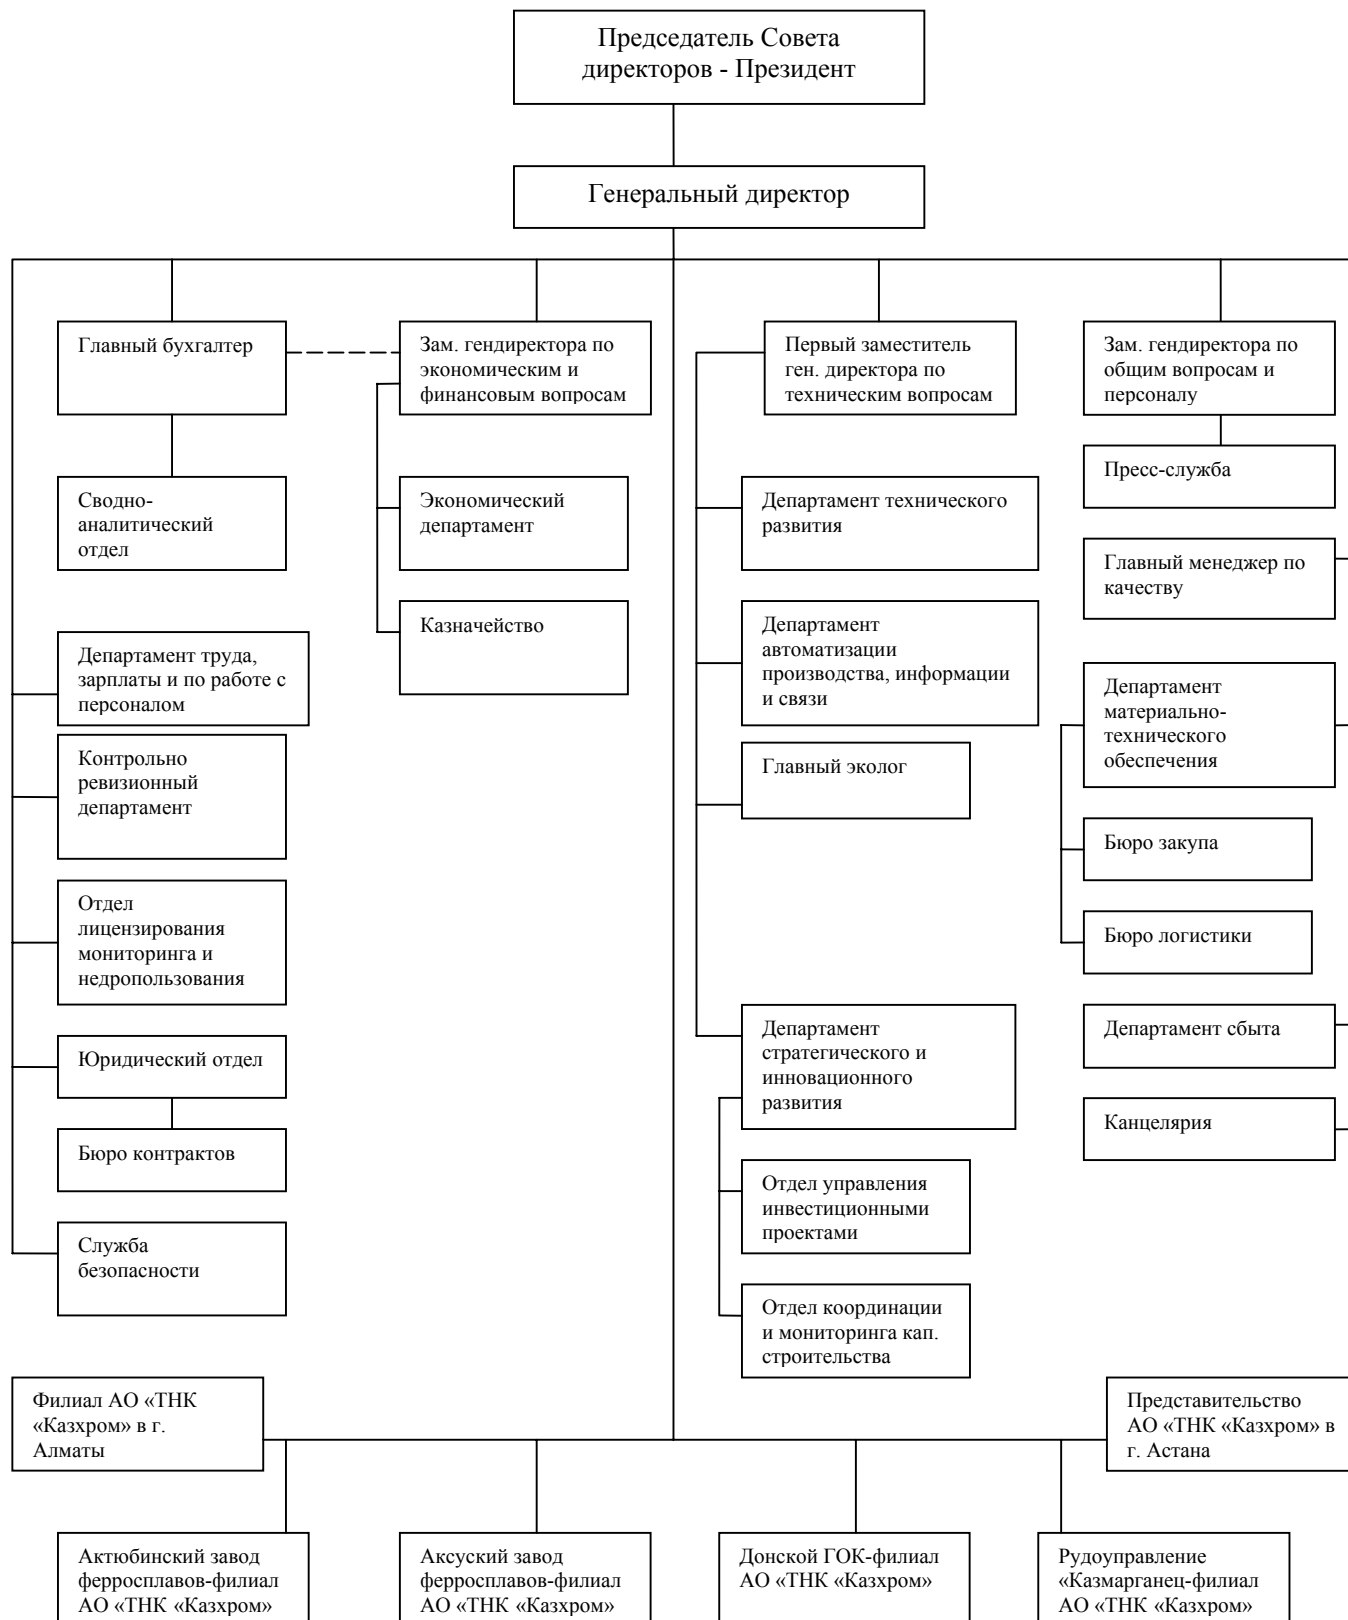 Председатель Совета
директоров - Президент
Генеральный директор
Главный бухгалтер
Зам. гендиректора по
экономическим и
финансовым вопросам
Первый заместитель
ген. директора по
техническим вопросам
Зам. гендиректора по
общим вопросам и
персоналу
Сводно-
аналитический
отдел
Экономический
департамент
Казначейство
Департамент технического
развития
Департамент
автоматизации
производства, информации
и связи
Главный эколог
Пресс-служба
Главный менеджер по
качеству
Департамент
материально-
технического
обеспечения
Бюро закупа
Бюро логистики
Департамент сбыта
Канцелярия
Департамент труда,
зарплаты и по работе с
персоналом
Контрольно
ревизионный
департамент
Отдел
лицензирования
мониторинга и
недропользования
Юридический отдел
Бюро контрактов
Служба
безопасности
Департамент
стратегического и
инновационного
развития
Отдел управления
инвестиционными
проектами
Отдел координации
и мониторинга кап.
строительства
Филиал АО «ТНК
«Казхром» в г.
Алматы
Представительство
АО «ТНК «Казхром» в
г. Астана
Актюбинский завод
ферросплавов-филиал
АО «ТНК «Казхром»
Аксуский завод
ферросплавов-филиал
АО «ТНК «Казхром»
Донской ГОК-филиал
АО «ТНК «Казхром»
Рудоуправление
«Казмарганец-филиал
АО «ТНК «Казхром»